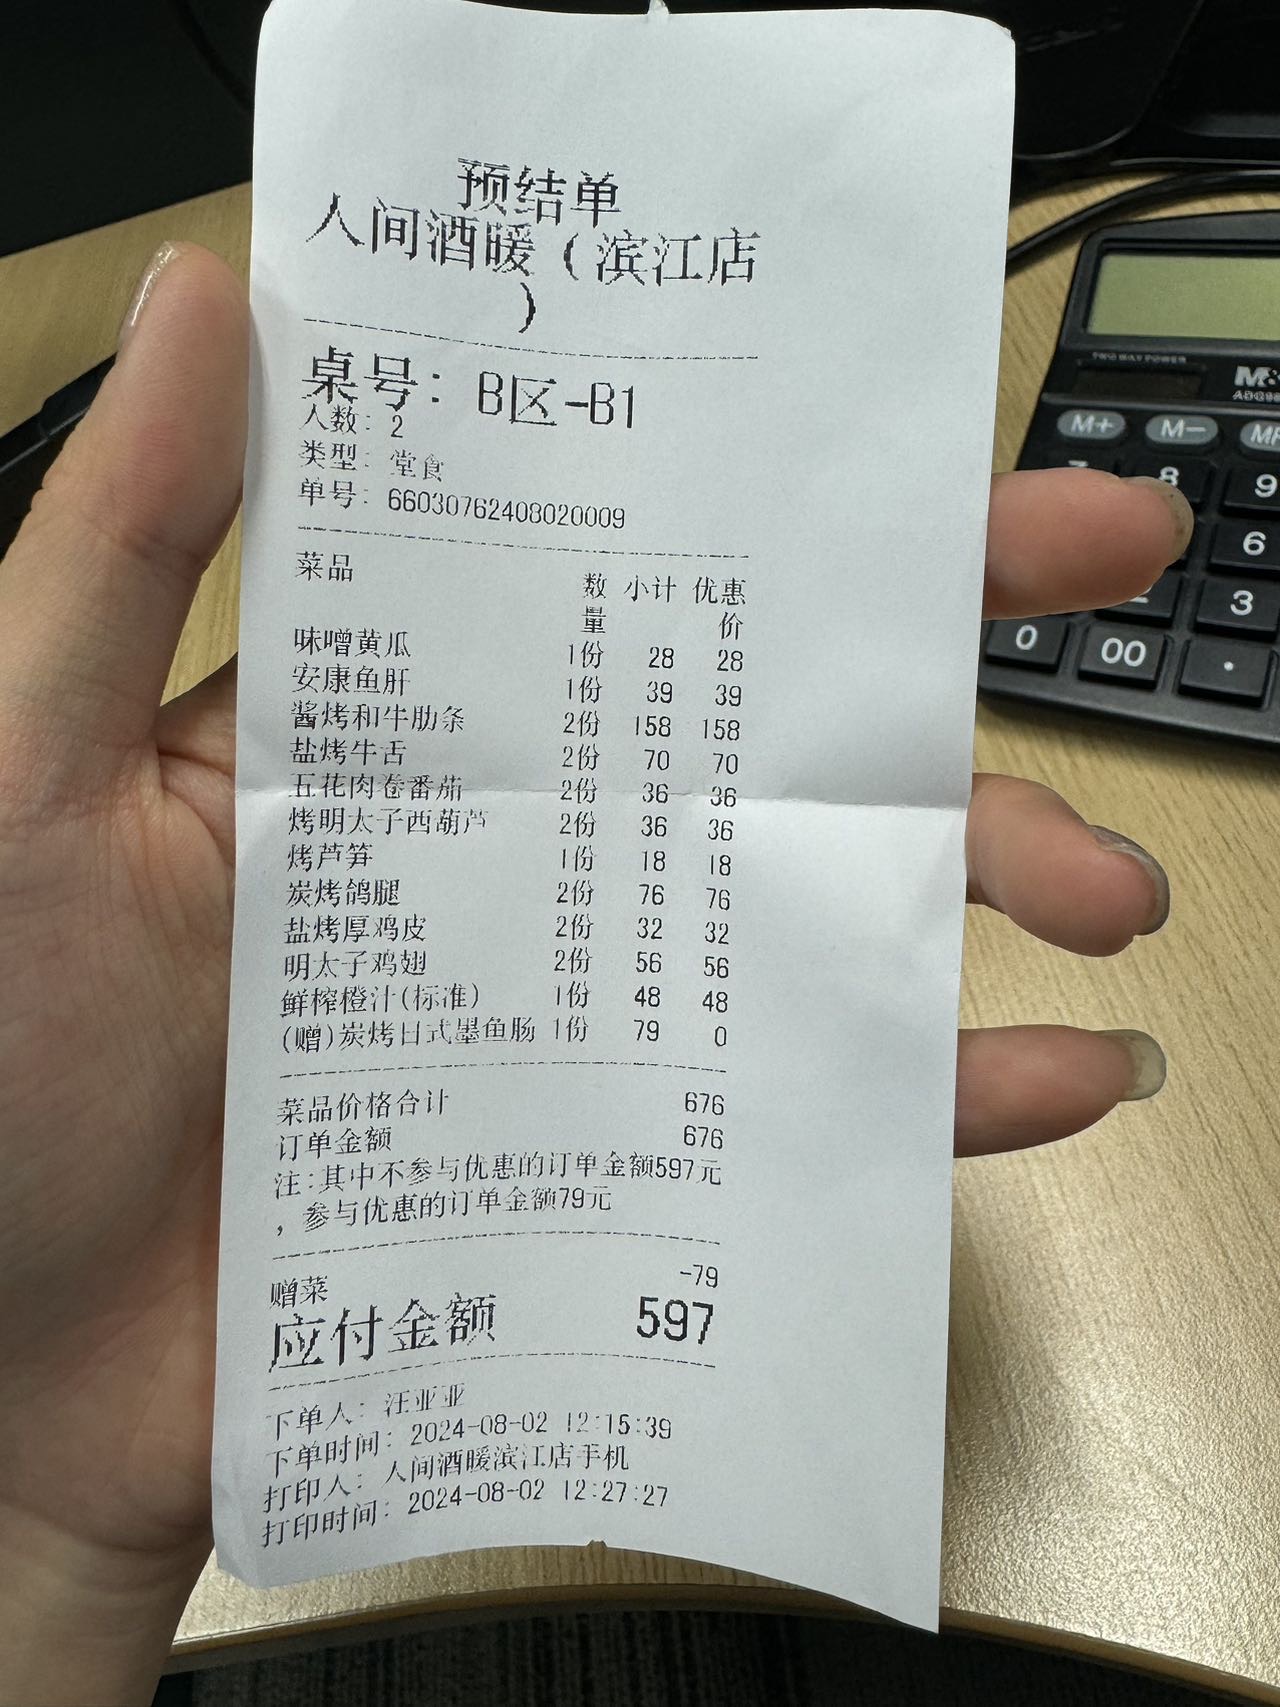 预结单
人间酒暖（滨江店
）
桌号：B区-B1
人数：2
类型：堂食
单号：66030762408020009
菜品 数量 小计 优惠价
味噌黄瓜 1份 28 28
安康鱼肝 1份 39 39
酱烤和牛肋条 2份 158 158
盐烤牛舌 2份 70 70
五花肉卷番茄 2份 36 36
烤明太子西葫芦 2份 36 36
烤芦笋 1份 18 18
炭烤鸽腿 2份 76 76
盐烤厚鸡皮 2份 32 32
明太子鸡翅 2份 56 56
鲜榨橙汁(标准) 1份 48 48
(赠)炭烤日式墨鱼肠 1份 79 0
菜品价格合计 676
订单金额 676
注:其中不参与优惠的订单金额597元
，参与优惠的订单金额79元
赠菜 -79
应付金额 597
下单人：汪亚亚
下单时间：2024-08-02 12:15:39
打印人：人间酒暖滨江店手机
打印时间：2024-08-02 12:27:27
TWO WAY POWER
M+
M-
8
9
6
3
0
00
.